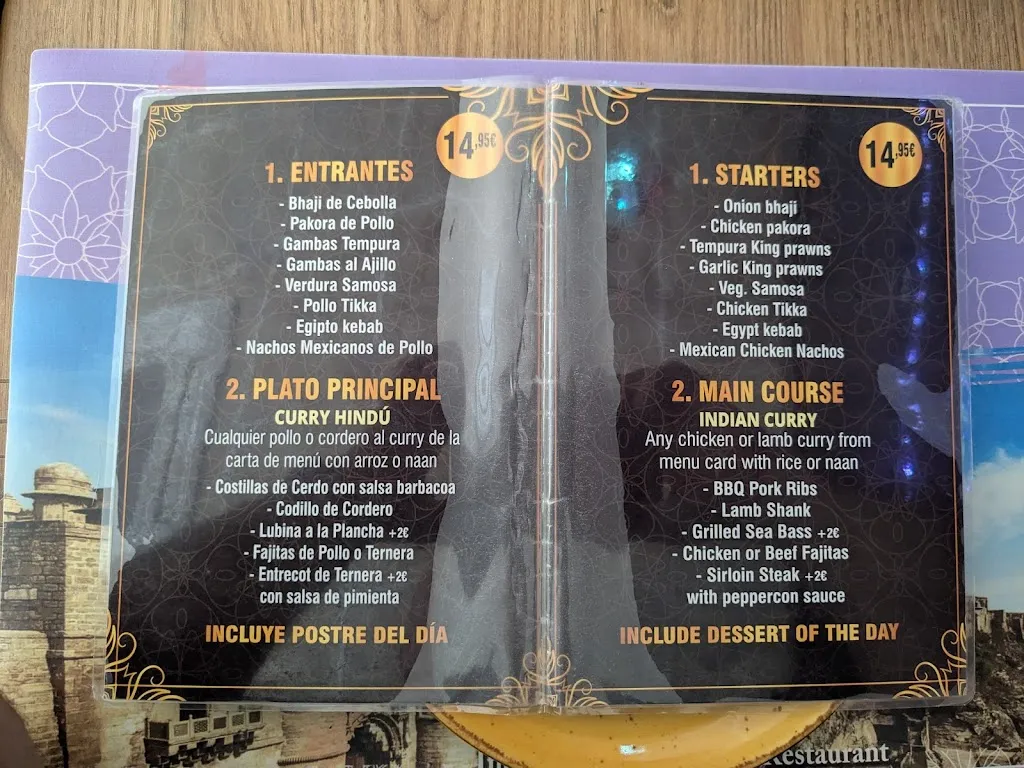 14,95€
1. ENTRANTES
- Bhaji de Cebolla
- Pakora de Pollo
- Gambas Tempura
- Gambas al Ajillo
- Verdura Samosa
- Pollo Tikka
- Egipto kebab
- Nachos Mexicanos de Pollo
2. PLATO PRINCIPAL
CURRY HINDÚ
Cualquier pollo o cordero al curry de la
carta de menú con arroz o naan
- Costillas de Cerdo con salsa barbacoa
- Codillo de Cordero
- Lubina a la Plancha +2€
- Fajitas de Pollo o Ternera
- Entrecot de Ternera +2€
con salsa de pimienta
INCLUYE POSTRE DEL DÍA
14,95€
1. STARTERS
- Onion bhaji
- Chicken pakora
- Tempura King prawns
- Garlic King prawns
- Veg. Samosa
- Chicken Tikka
- Egypt kebab
- Mexican Chicken Nachos
2. MAIN COURSE
INDIAN CURRY
Any chicken or lamb curry from
menu card with rice or naan
- BBQ Pork Ribs
- Lamb Shank
- Grilled Sea Bass +2€
- Chicken or Beef Fajitas
- Sirloin Steak +2€
with peppercon sauce
INCLUDE DESSERT OF THE DAY
Restaurant